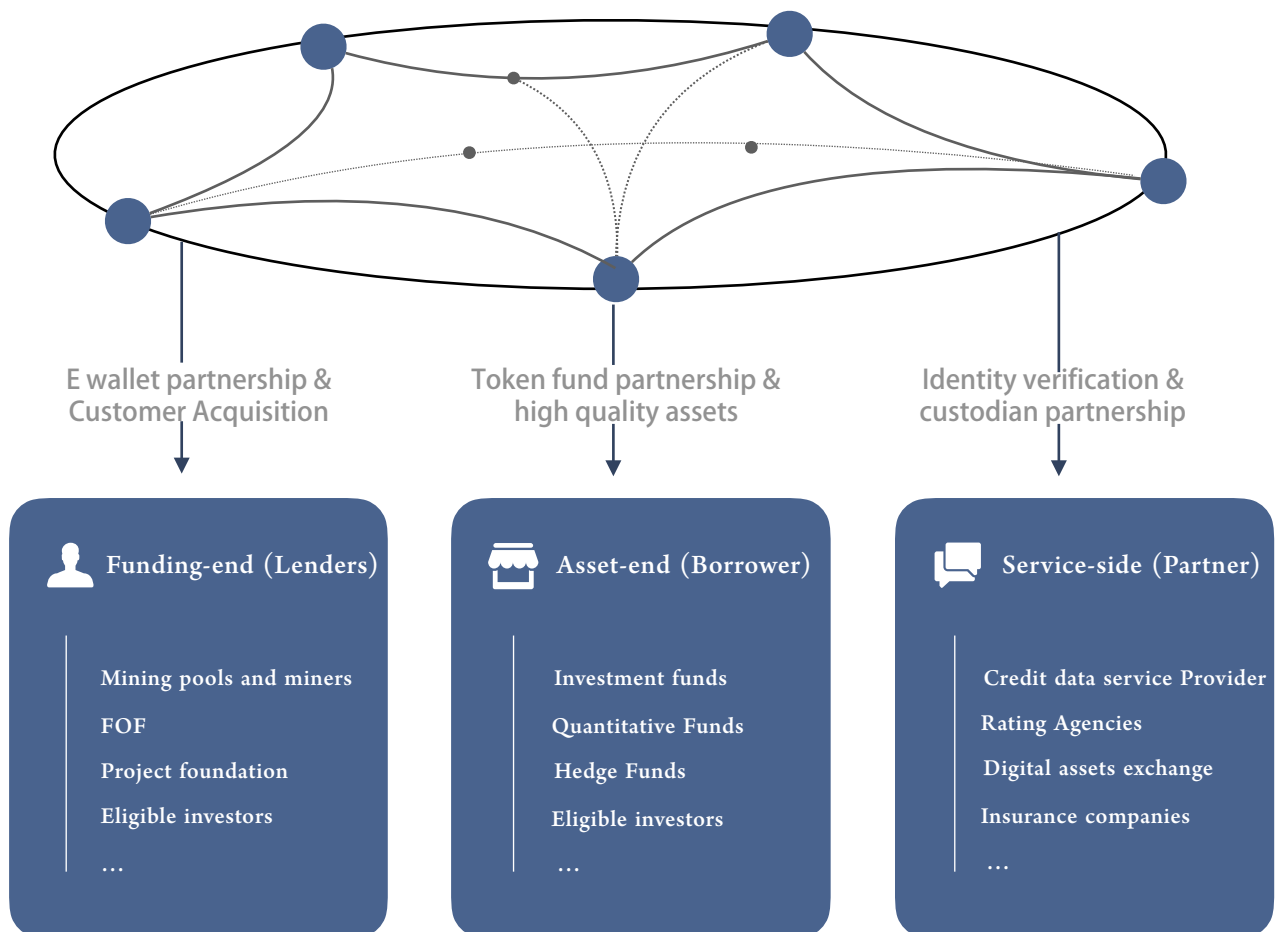 E wallet partnership &
Customer Acquisition
Token fund partnership &
high quality assets
Identity verification &
custodian partnership
Funding-end (Lenders)
Mining pools and miners
FOF
Project foundation
Eligible investors
...
Asset-end (Borrower)
Investment funds
Quantitative Funds
Hedge Funds
Eligible investors
...
Service-side (Partner)
Credit data service Provider
Rating Agencies
Digital assets exchange
Insurance companies
...